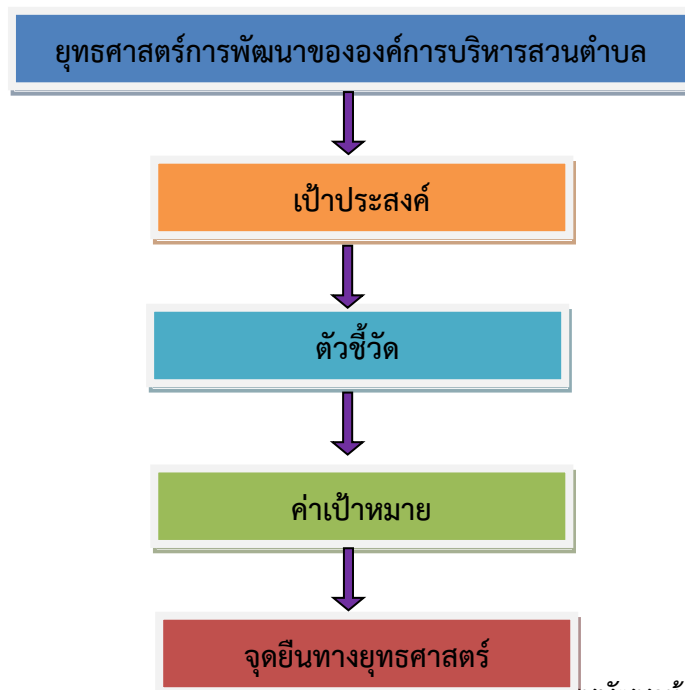 ยุทธศาสตร์การพัฒนาขององค์การบริหารสวนตำบล
เป้าประสงค์
ตัวชี้วัด
ค่าเป้าหมาย
จุดยืนทางยุทธศาสตร์